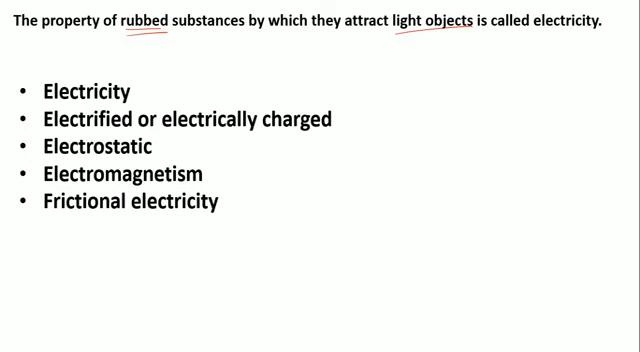 The property of rubbed substances by which they attract light objects is called electricity.
• Electricity
• Electrified or electrically charged
• Electrostatic
• Electromagnetism
• Frictional electricity